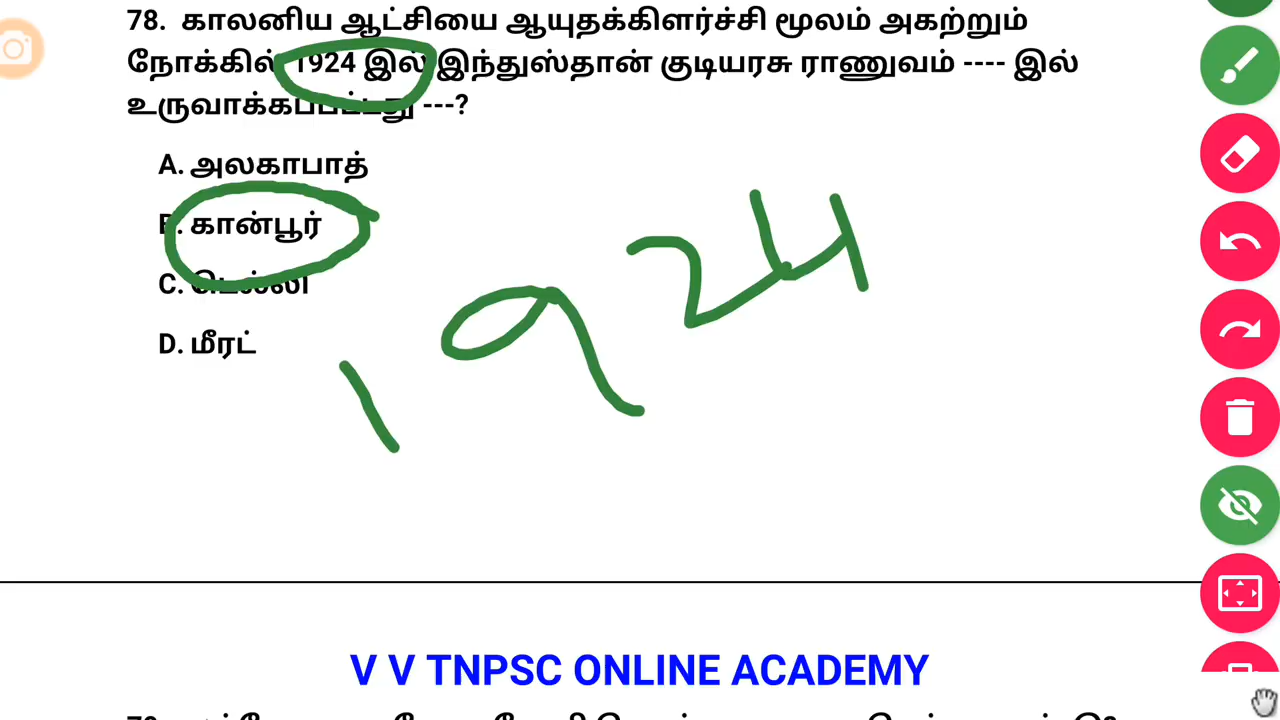 78. காலனிய ஆட்சியை ஆயுதக்கிளர்ச்சி மூலம் அகற்றும்
நோக்கில் 1924 இல் இந்துஸ்தான் குடியரசு ராணுவம் ---- இல்
உருவாக்கப்பட்டது ---?
A. அலகாபாத்
B. கான்பூர்
C. டெல்லி
D. மீரட்
1924
V V TNPSC ONLINE ACADEMY